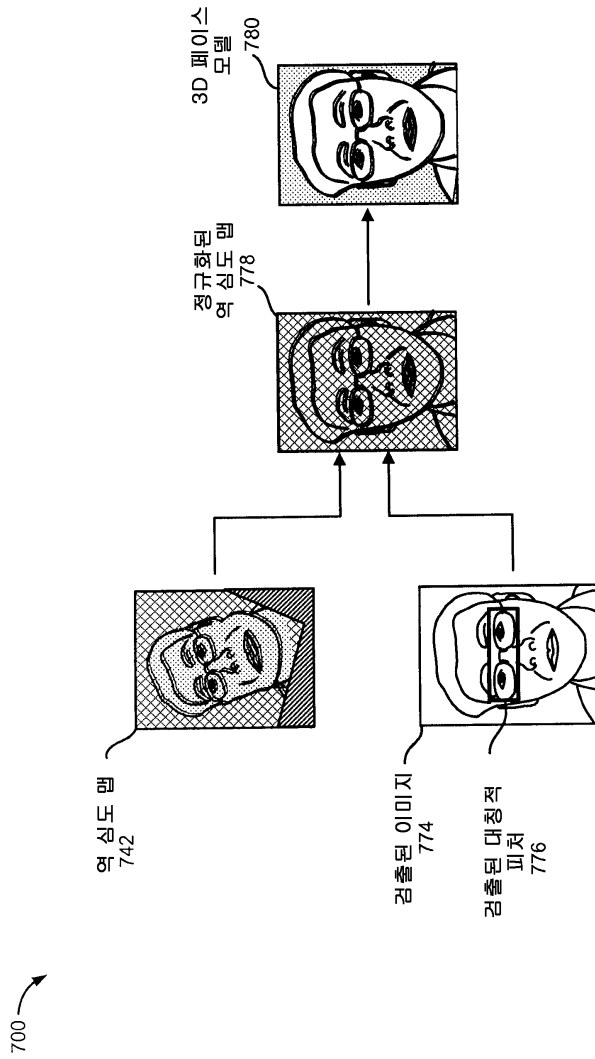 700
역 심도 맵
742
검출된 이미지
774
검출된 대칭적
피처
776
정규화된
역 심도 맵
778
3D 페이스
모델
780